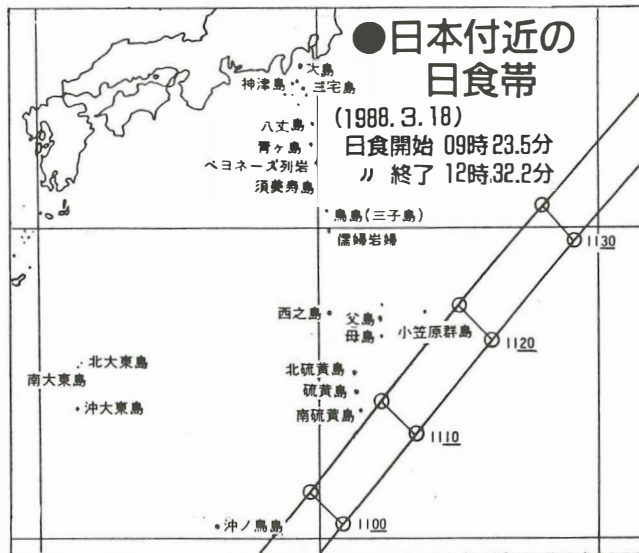 ●日本付近の
日食帯
(1988.3.18)
日食開始 09時23.5分
〃 終了 12時32.2分
大島
神津島
三宅島
八丈島
青ヶ島
ベヨネーズ列岩
須美寿島
鳥島(三子島)
孀婦岩婦
1130
西之島
父島
小笠原群島
母島
1120
北大東島
北硫黄島
南大東島
硫黄島
沖大東島
南硫黄島
1110
沖ノ鳥島
1100